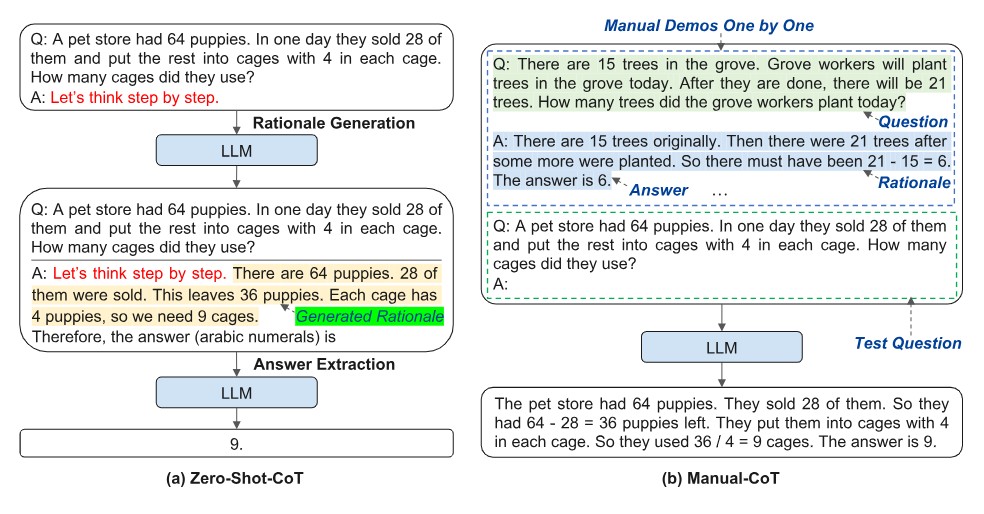 Q: A pet store had 64 puppies. In one day they sold 28 of
them and put the rest into cages with 4 in each cage.
How many cages did they use?
A: Let's think step by step.
Rationale Generation
LLM
Q: A pet store had 64 puppies. In one day they sold 28 of
them and put the rest into cages with 4 in each cage.
How many cages did they use?
A: Let's think step by step. There are 64 puppies. 28 of
them were sold. This leaves 36 puppies. Each cage has
4 puppies, so we need 9 cages.
Generated Rationale
Therefore, the answer (arabic numerals) is
Answer Extraction
LLM
9.
(a) Zero-Shot-CoT
Manual Demos One by One
Q: There are 15 trees in the grove. Grove workers will plant
trees in the grove today. After they are done, there will be 21
trees. How many trees did the grove workers plant today?
Question
A: There are 15 trees originally. Then there were 21 trees after
some more were planted. So there must have been 21 - 15 = 6.
The answer is 6.
Answer
...
Rationale
Q: A pet store had 64 puppies. In one day they sold 28 of them
and put the rest into cages with 4 in each cage. How many
cages did they use?
A:
Test Question
LLM
The pet store had 64 puppies. They sold 28 of them. So they
had 64 - 28 = 36 puppies left. They put them into cages with 4
in each cage. So they used 36 / 4 = 9 cages. The answer is 9.
(b) Manual-CoT